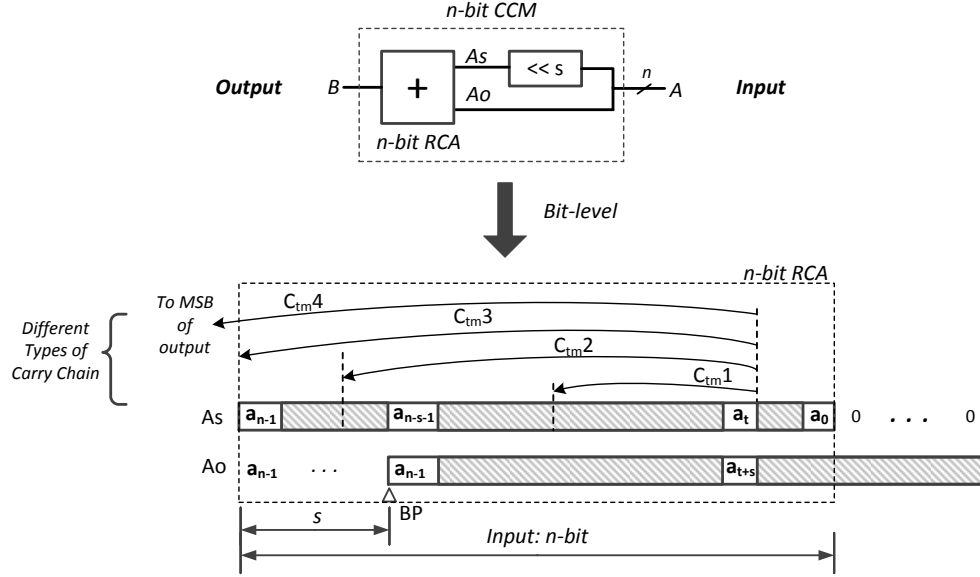 n-bit CCM
Output
B
+
As
<< s
Ao
n
A
Input
n-bit RCA
Bit-level
n-bit RCA
Different
Types of
Carry Chain
To MSB
of
output
Ctm4
Ctm3
Ctm2
Ctm1
As
an-1
an-s-1
at
a0
0 . . . 0
Ao
an-1
. . .
an-1
at+s
BP
s
Input: n-bit